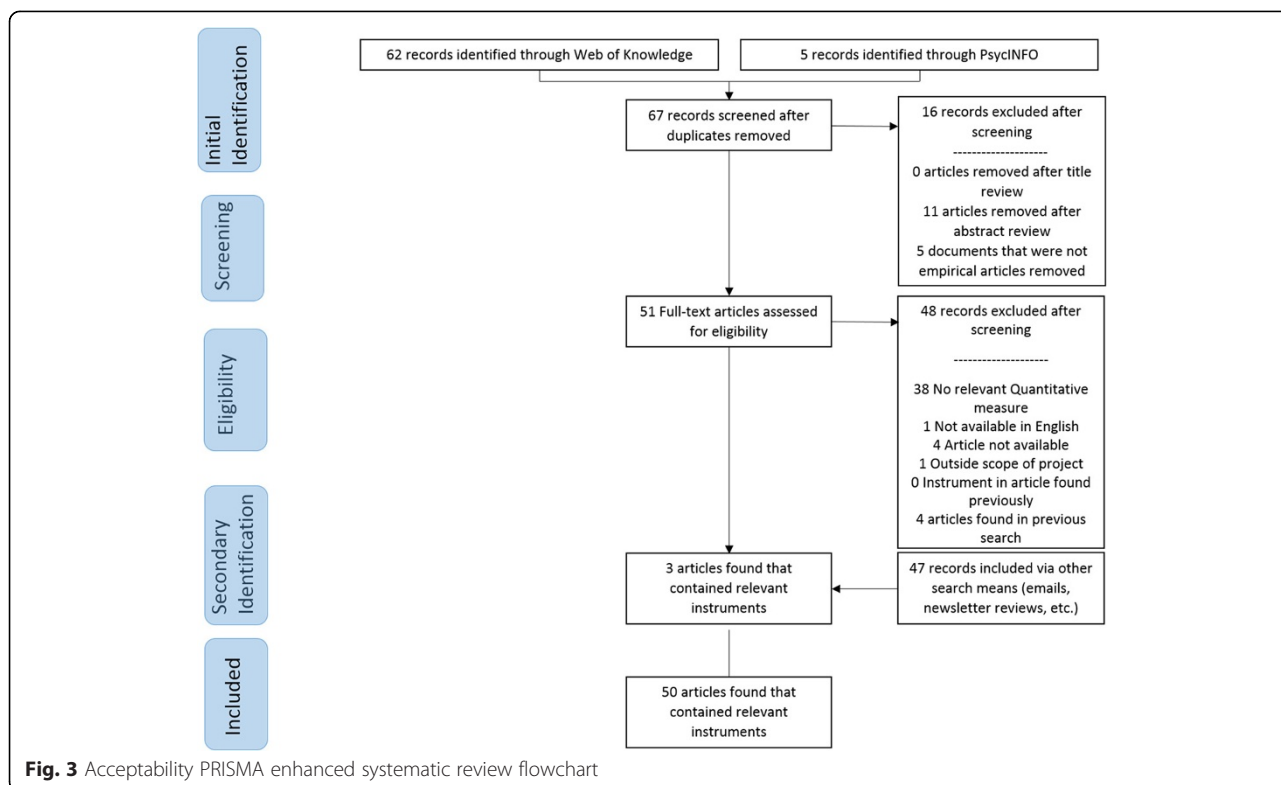 Initial
Identification
62 records identified through Web of Knowledge
5 records identified through PsycINFO
67 records screened after
duplicates removed
16 records excluded after
screening
--------------------
0 articles removed after title
review
11 articles removed after
abstract review
5 documents that were not
empirical articles removed
Screening
51 Full-text articles assessed
for eligibility
48 records excluded after
screening
--------------------
38 No relevant Quantitative
measure
1 Not available in English
4 Article not available
1 Outside scope of project
0 Instrument in article found
previously
4 articles found in previous
search
Eligibility
Secondary
Identification
3 articles found that
contained relevant
instruments
47 records included via other
search means (emails,
newsletter reviews, etc.)
Included
50 articles found that
contained relevant
instruments
Fig. 3 Acceptability PRISMA enhanced systematic review flowchart